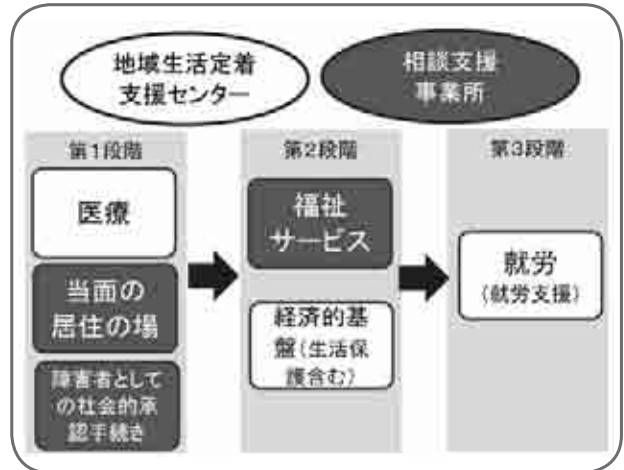 地域生活定着
支援センター
相談支援
事業所
第1段階
医療
当面の
居住の場
障害者として
の社会的承
認手続き
第2段階
福祉
サービス
経済的基
盤(生活保
護含む)
第3段階
就労
(就労支援)